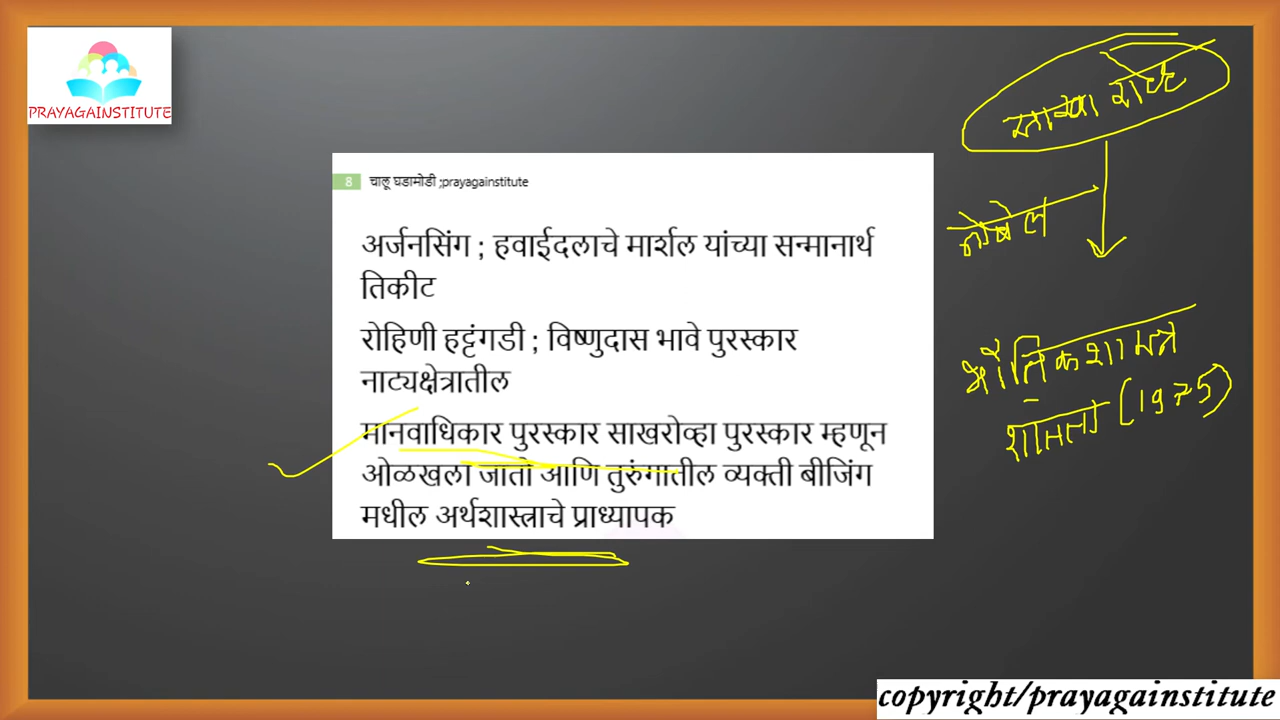 PRAYAGAINSTITUTE
8 चालू घडामोडी ;prayagainstitute
अर्जनसिंग ; हवाईदलाचे मार्शल यांच्या सन्मानार्थ
तिकीट
रोहिणी हट्टंगडी ; विष्णुदास भावे पुरस्कार
नाट्यक्षेत्रातील
मानवाधिकार पुरस्कार साखरोव्हा पुरस्कार म्हणून
ओळखला जातो आणि तुरुंगातील व्यक्ती बीजिंग
मधील अर्थशास्त्राचे प्राध्यापक
नोबेल
भौतिकशास्त्र
(1975)
copyright/prayagainstitute